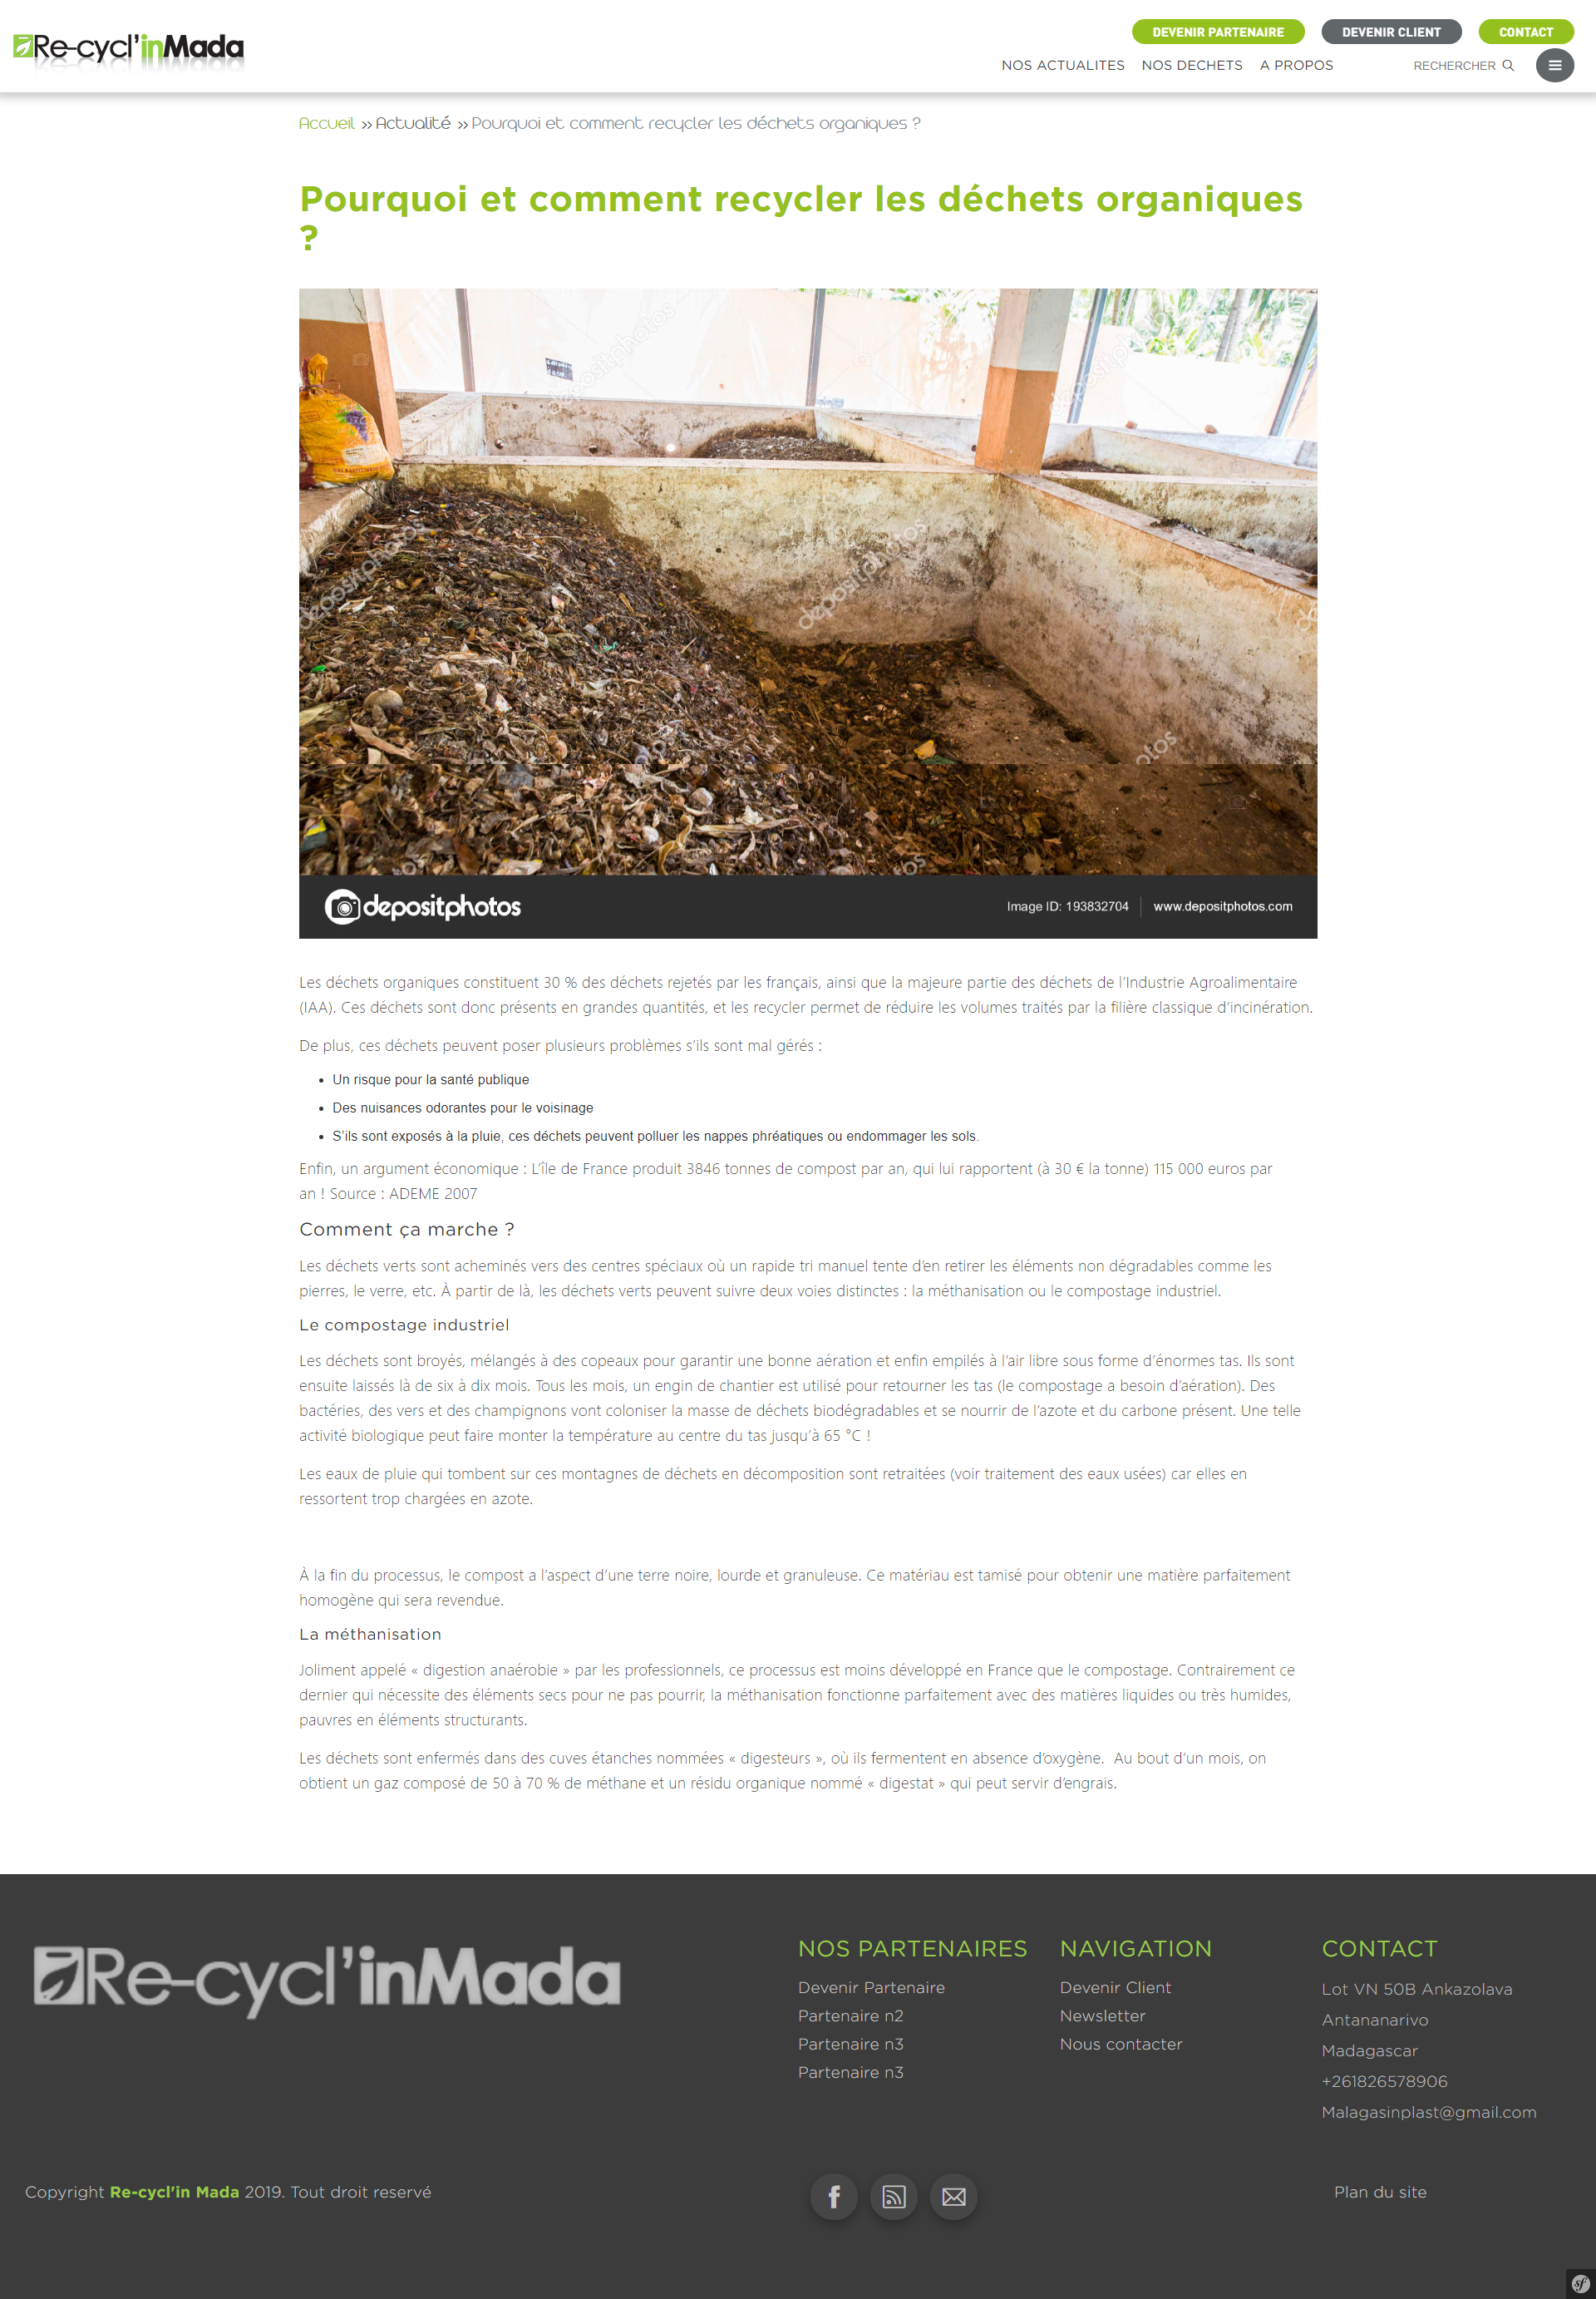 Re-cycl'inMada
DEVENIR PARTENAIRE
DEVENIR CLIENT
CONTACT
NOS ACTUALITES
NOS DECHETS
A PROPOS
RECHERCHER
Accueil >> Actualité >> Pourquoi et comment recycler les déchets organiques ?
Pourquoi et comment recycler les déchets organiques
?
depositphotos
depositphotos
depositphotos
depositphotos
depositphotos
Image ID: 193832704
www.depositphotos.com
Les déchets organiques constituent 30 % des déchets rejetés par les français, ainsi que la majeure partie des déchets de l’Industrie Agroalimentaire
(IAA). Ces déchets sont donc présents en grandes quantités, et les recycler permet de réduire les volumes traités par la filière classique d’incinération.
De plus, ces déchets peuvent poser plusieurs problèmes s’ils sont mal gérés :
• Un risque pour la santé publique
• Des nuisances odorantes pour le voisinage
• S’ils sont exposés à la pluie, ces déchets peuvent polluer les nappes phréatiques ou endommager les sols.
Enfin, un argument économique : L’île de France produit 3846 tonnes de compost par an, qui lui rapportent (à 30 € la tonne) 115 000 euros par
an ! Source : ADEME 2007
Comment ça marche ?
Les déchets verts sont acheminés vers des centres spéciaux où un rapide tri manuel tente d’en retirer les éléments non dégradables comme les
pierres, le verre, etc. À partir de là, les déchets verts peuvent suivre deux voies distinctes : la méthanisation ou le compostage industriel.
Le compostage industriel
Les déchets sont broyés, mélangés à des copeaux pour garantir une bonne aération et enfin empilés à l’air libre sous forme d’énormes tas. Ils sont
ensuite laissés là de six à dix mois. Tous les mois, un engin de chantier est utilisé pour retourner les tas (le compostage a besoin d’aération). Des
bactéries, des vers et des champignons vont coloniser la masse de déchets biodégradables et se nourrir de l’azote et du carbone présent. Une telle
activité biologique peut faire monter la température au centre du tas jusqu’à 65 °C !
Les eaux de pluie qui tombent sur ces montagnes de déchets en décomposition sont retraitées (voir traitement des eaux usées) car elles en
ressortent trop chargées en azote.
À la fin du processus, le compost a l’aspect d’une terre noire, lourde et granuleuse. Ce matériau est tamisé pour obtenir une matière parfaitement
homogène qui sera revendue.
La méthanisation
Joliment appelé « digestion anaérobie » par les professionnels, ce processus est moins développé en France que le compostage. Contrairement ce
dernier qui nécessite des éléments secs pour ne pas pourrir, la méthanisation fonctionne parfaitement avec des matières liquides ou très humides,
pauvres en éléments structurants.
Les déchets sont enfermés dans des cuves étanches nommées « digesteurs », où ils fermentent en absence d’oxygène. Au bout d’un mois, on
obtient un gaz composé de 50 à 70 % de méthane et un résidu organique nommé « digestat » qui peut servir d’engrais.
Re-cycl'inMada
NOS PARTENAIRES
Devenir Partenaire
Partenaire n2
Partenaire n3
Partenaire n3
NAVIGATION
Devenir Client
Newsletter
Nous contacter
CONTACT
Lot VN 50B Ankazolava
Antananarivo
Madagascar
+261826578906
Malagasinplast@gmail.com
Copyright Re-cycl'in Mada 2019. Tout droit reservé
Plan du site
sf